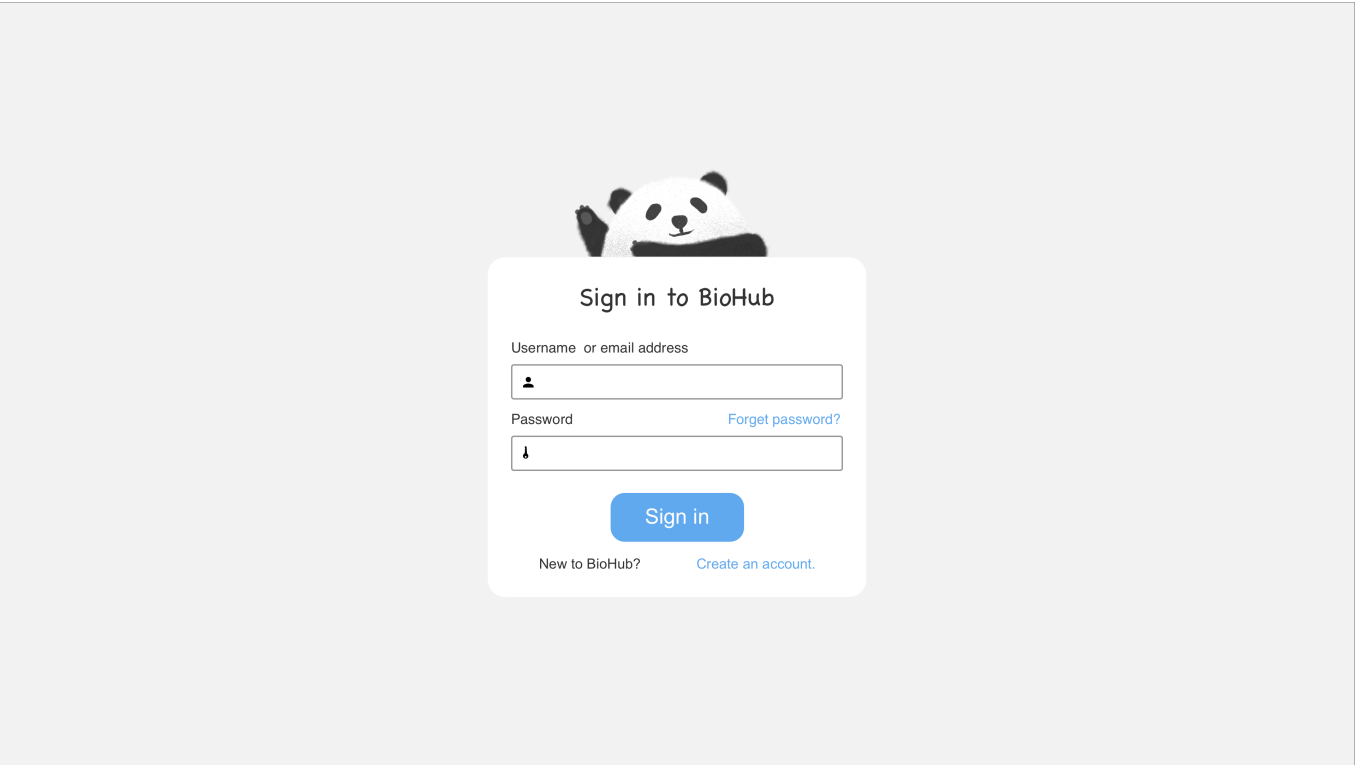 Sign in to BioHub
Username or email address
Password Forget password?
Sign in
New to BioHub? Create an account.